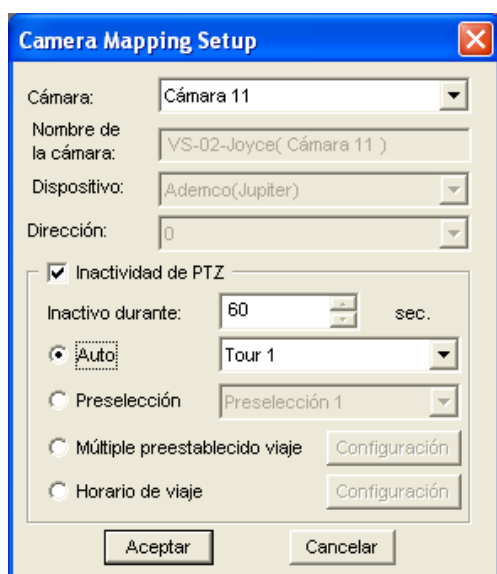 Camera Mapping Setup
Cámara: Cámara 11
Nombre de
la cámara: VS-02-Joyce( Cámara 11 )
Dispositivo: Ademco(Jupiter)
Dirección: 0
Inactividad de PTZ
Inactivo durante: 60 sec.
Auto Tour 1
Preselección Preselección 1
Múltiple preestablecido viaje Configuración
Horario de viaje Configuración
Aceptar Cancelar